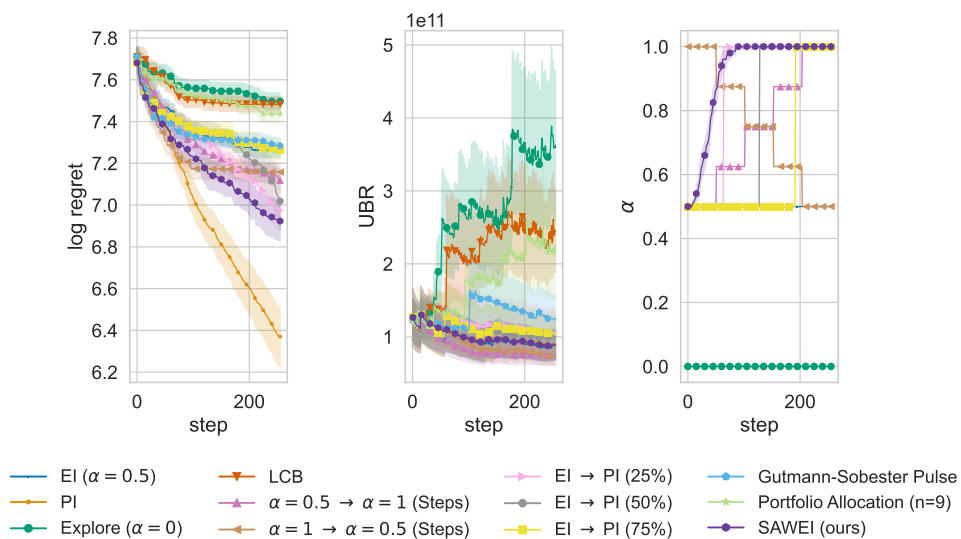 7.8
7.6
7.4
7.2
7.0
6.8
6.6
6.4
6.2
log regret
0
200
step
1e11
5
4
3
2
1
UBR
0
200
step
1.0
0.8
0.6
0.4
0.2
0.0
α
0
200
step
EI (α = 0.5)
PI
Explore (α = 0)
LCB
α = 0.5 → α = 1 (Steps)
α = 1 → α = 0.5 (Steps)
EI → PI (25%)
EI → PI (50%)
EI → PI (75%)
Gutmann-Sobester Pulse
Portfolio Allocation (n=9)
SAWEI (ours)